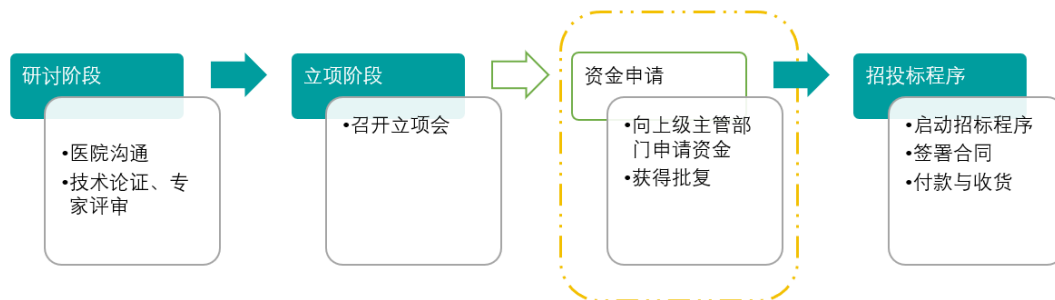 研讨阶段
•医院沟通
•技术论证、专
家评审
立项阶段
•召开立项会
资金申请
•向上级主管部
门申请资金
•获得批复
招投标程序
•启动招标程序
•签署合同
•付款与收货